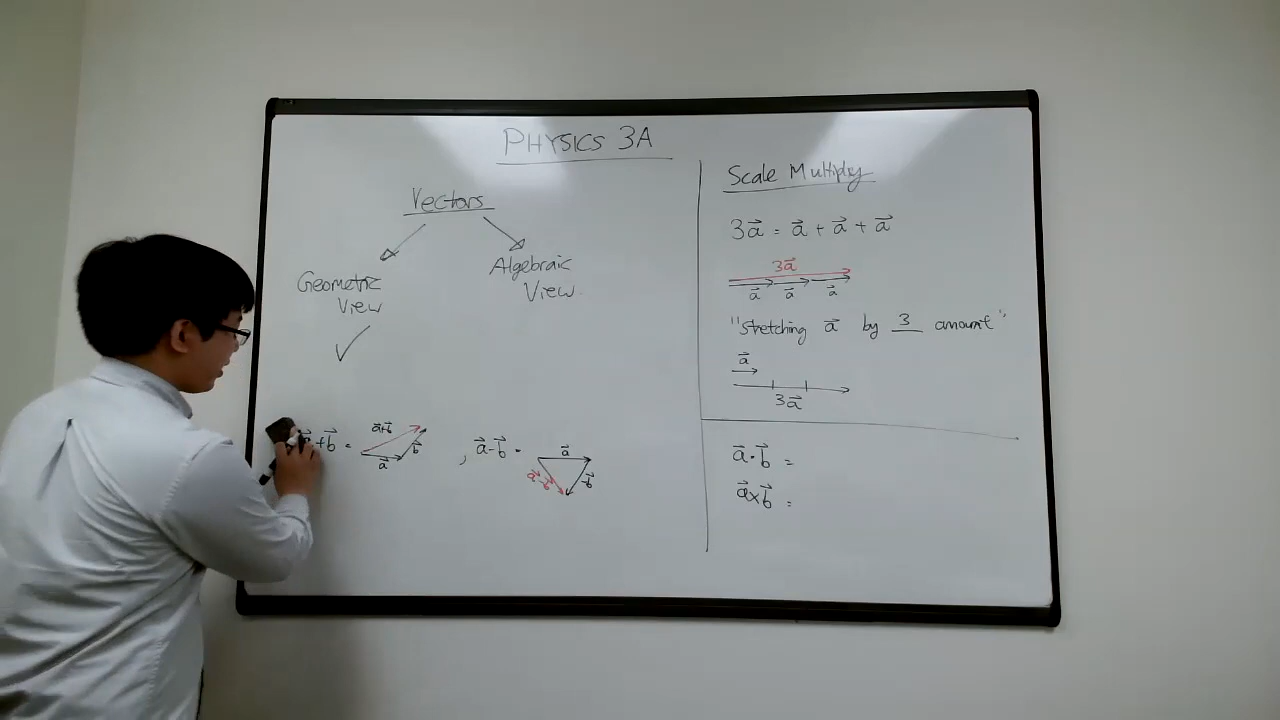 PHYSICS 3A
Vectors
Geometric
View
Algebraic
View.
a⃗+b⃗ =
a⃗+b⃗
a⃗
b⃗
, a⃗-b⃗ =
a⃗
-b⃗
a⃗-b⃗
Scale Multiply
3a⃗ = a⃗ + a⃗ + a⃗
3a⃗
a⃗ a⃗ a⃗
"stretching a⃗ by 3 amount"
a⃗
3a⃗
a⃗·b⃗ =
a⃗×b⃗ =